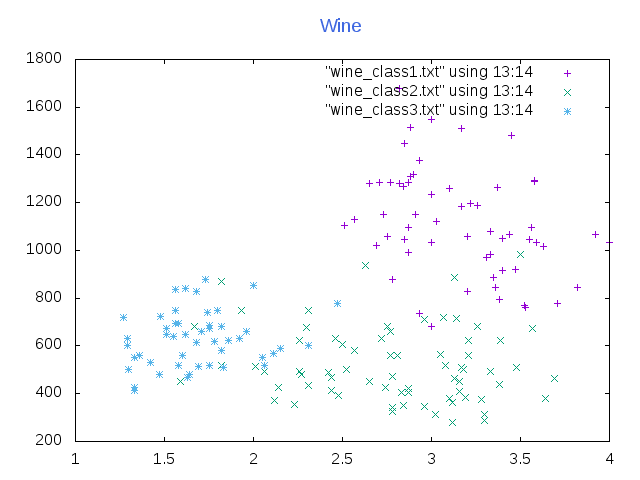 Wine
"wine_class1.txt" using 13:14
"wine_class2.txt" using 13:14
"wine_class3.txt" using 13:14
1800
1600
1400
1200
1000
800
600
400
200
1 1.5 2 2.5 3 3.5 4